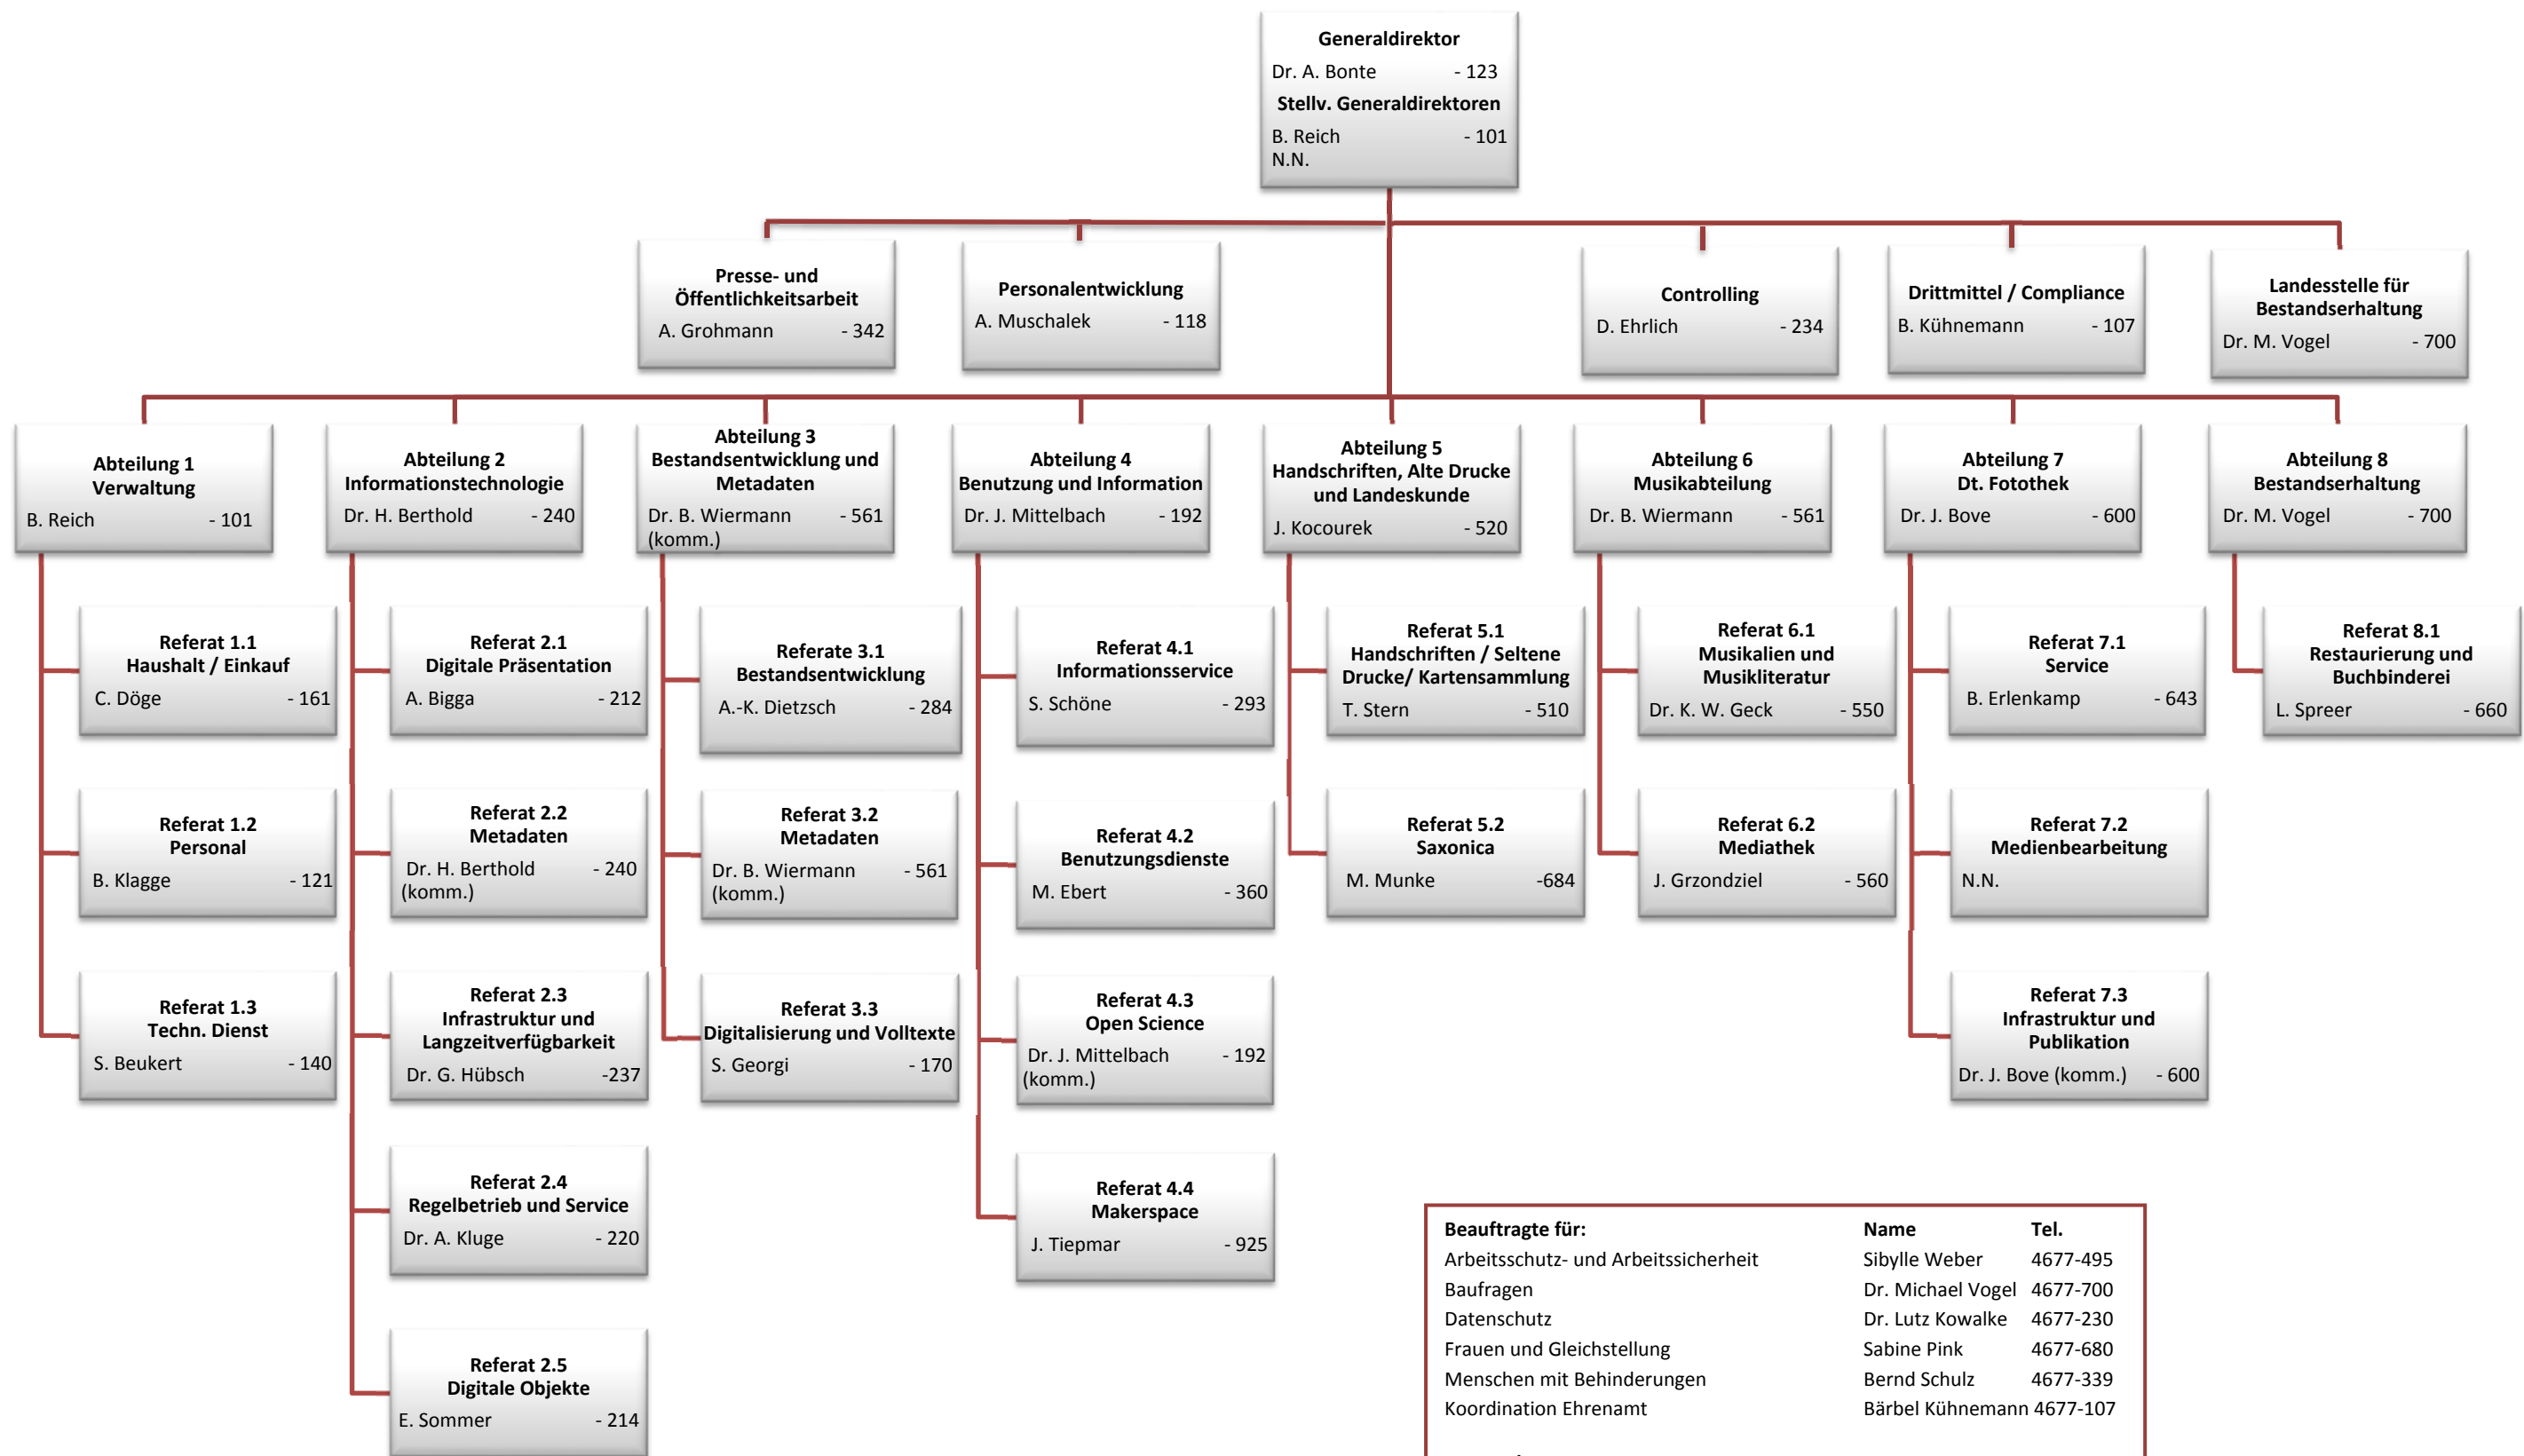 Generaldirektor
Dr. A. Bonte - 123
Stellv. Generaldirektoren
B. Reich - 101
N.N.
Presse- und
Öffentlichkeitsarbeit
A. Grohmann - 342
Personalentwicklung
A. Muschalek - 118
Controlling
D. Ehrlich - 234
Drittmittel / Compliance
B. Kühnemann - 107
Landesstelle für
Bestandserhaltung
Dr. M. Vogel - 700
Abteilung 1
Verwaltung
B. Reich - 101
Abteilung 2
Informationstechnologie
Dr. H. Berthold - 240
Abteilung 3
Bestandsentwicklung und
Metadaten
Dr. B. Wiermann - 561
(komm.)
Abteilung 4
Benutzung und Information
Dr. J. Mittelbach - 192
Abteilung 5
Handschriften, Alte Drucke
und Landeskunde
J. Kocourek - 520
Abteilung 6
Musikabteilung
Dr. B. Wiermann - 561
Abteilung 7
Dt. Fotothek
Dr. J. Bove - 600
Abteilung 8
Bestandserhaltung
Dr. M. Vogel - 700
Referat 1.1
Haushalt / Einkauf
C. Döge - 161
Referat 2.1
Digitale Präsentation
A. Bigga - 212
Referate 3.1
Bestandsentwicklung
A.-K. Dietzsch - 284
Referat 4.1
Informationsservice
S. Schöne - 293
Referat 5.1
Handschriften / Seltene
Drucke/ Kartensammlung
T. Stern - 510
Referat 6.1
Musikalien und
Musikliteratur
Dr. K. W. Geck - 550
Referat 7.1
Service
B. Erlenkamp - 643
Referat 8.1
Restaurierung und
Buchbinderei
L. Spreer - 660
Referat 1.2
Personal
B. Klagge - 121
Referat 2.2
Metadaten
Dr. H. Berthold - 240
(komm.)
Referat 3.2
Metadaten
Dr. B. Wiermann - 561
(komm.)
Referat 4.2
Benutzungsdienste
M. Ebert - 360
Referat 5.2
Saxonica
M. Munke -684
Referat 6.2
Mediathek
J. Grzondziel - 560
Referat 7.2
Medienbearbeitung
N.N.
Referat 1.3
Techn. Dienst
S. Beukert - 140
Referat 2.3
Infrastruktur und
Langzeitverfügbarkeit
Dr. G. Hübsch -237
Referat 3.3
Digitalisierung und Volltexte
S. Georgi - 170
Referat 4.3
Open Science
Dr. J. Mittelbach - 192
(komm.)
Referat 7.3
Infrastruktur und
Publikation
Dr. J. Bove (komm.) - 600
Referat 2.4
Regelbetrieb und Service
Dr. A. Kluge - 220
Referat 4.4
Makerspace
J. Tiepmar - 925
Referat 2.5
Digitale Objekte
E. Sommer - 214
Beauftragte für: Name Tel.
Arbeitsschutz- und Arbeitssicherheit Sibylle Weber 4677-495
Baufragen Dr. Michael Vogel 4677-700
Datenschutz Dr. Lutz Kowalke 4677-230
Frauen und Gleichstellung Sabine Pink 4677-680
Menschen mit Behinderungen Bernd Schulz 4677-339
Koordination Ehrenamt Bärbel Kühnemann 4677-107